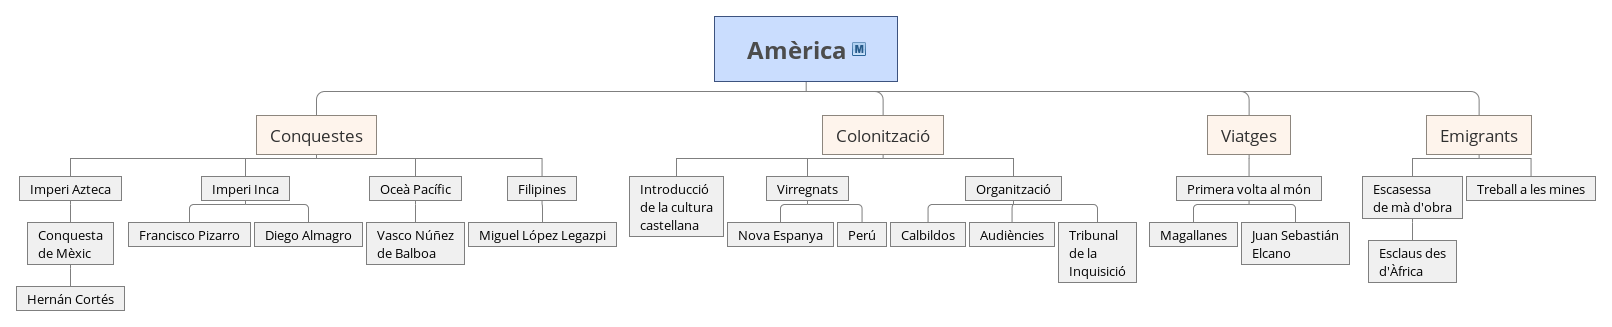 Amèrica M
Conquestes
Colonització
Viatges
Emigrants
Imperi Azteca
Imperi Inca
Oceà Pacífic
Filipines
Introducció
de la cultura
castellana
Virregnats
Organització
Primera volta al món
Escasessa
de mà d'obra
Treball a les mines
Conquesta
de Mèxic
Francisco Pizarro
Diego Almagro
Vasco Núñez
de Balboa
Miguel López Legazpi
Nova Espanya
Perú
Calbildos
Audiències
Tribunal
de la
Inquisició
Magallanes
Juan Sebastián
Elcano
Esclaus des
d'Àfrica
Hernán Cortés